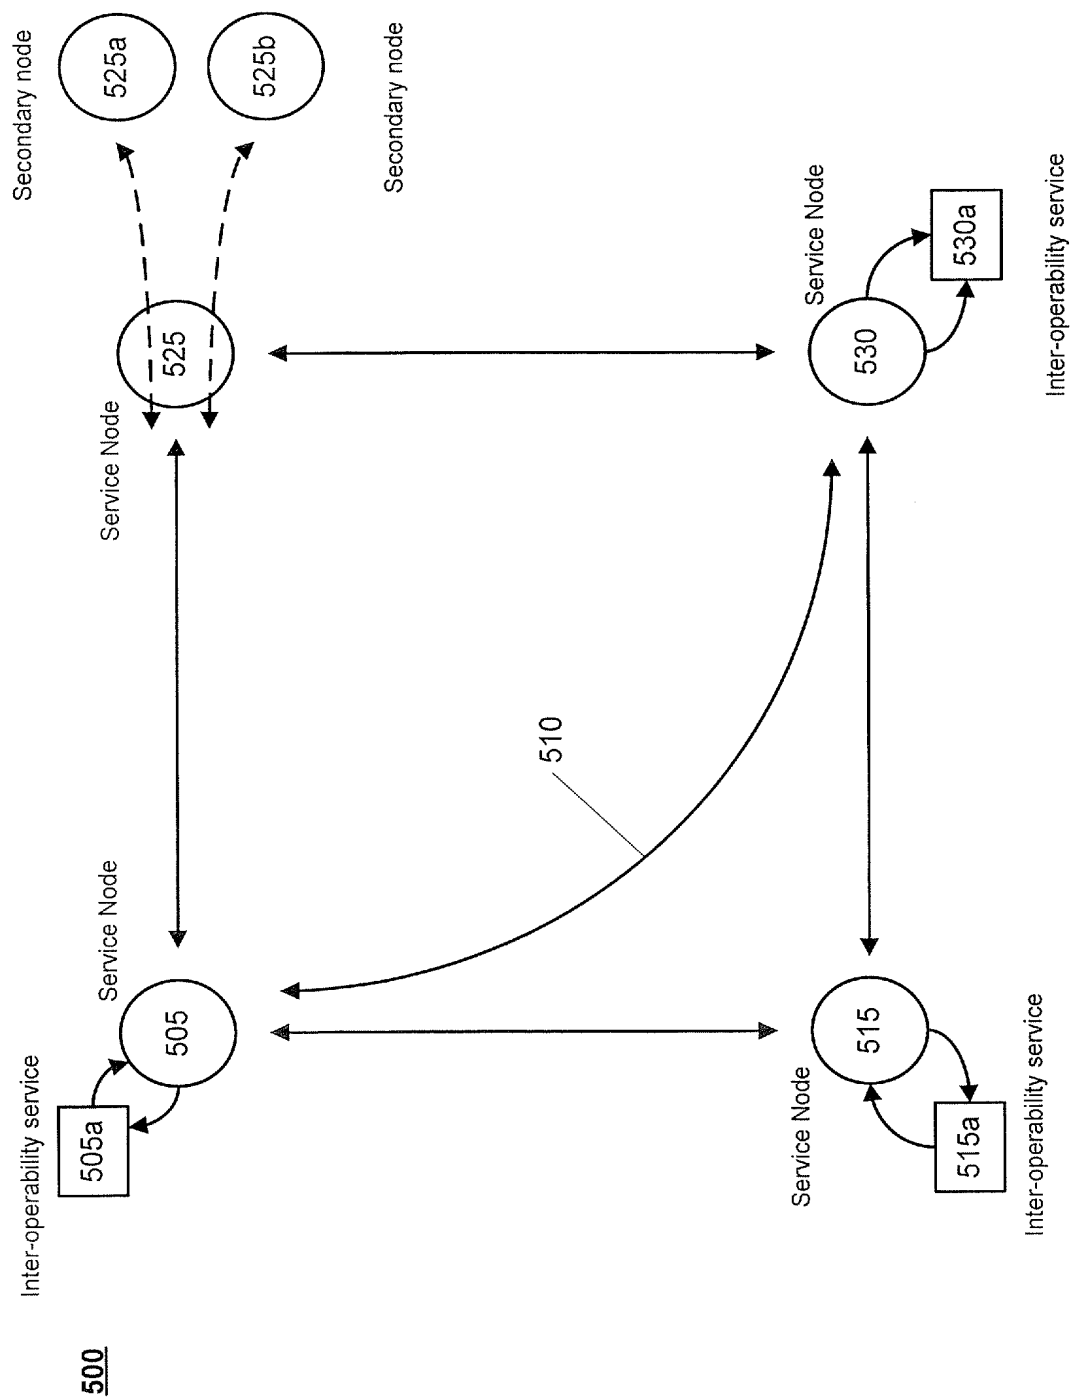 500
Inter-operability service
505a
505
Service Node
Service Node
525
Secondary node
525a
525b
Secondary node
510
Service Node
515
515a
Inter-operability service
Service Node
530
530a
Inter-operability service